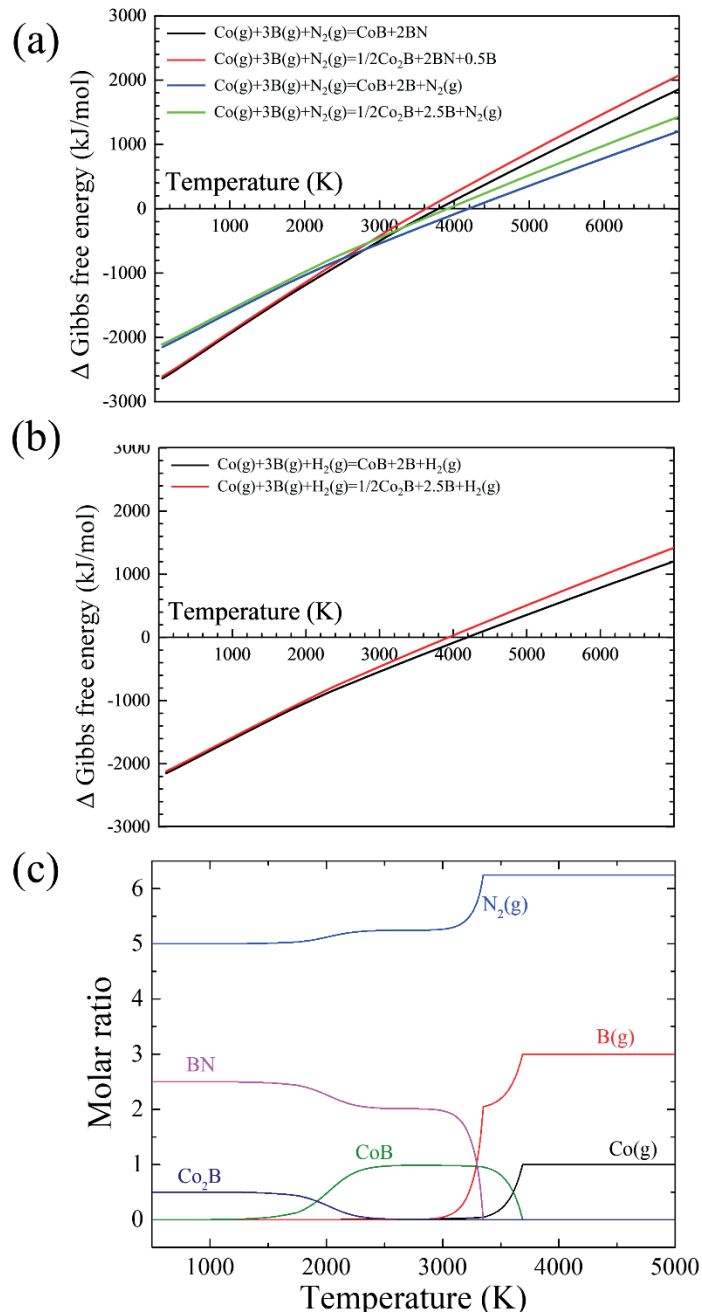 (a)
Co(g)+3B(g)+N₂(g)=CoB+2BN
Co(g)+3B(g)+N₂(g)=1/2Co₂B+2BN+0.5B
Co(g)+3B(g)+N₂(g)=CoB+2B+N₂(g)
Co(g)+3B(g)+N₂(g)=1/2Co₂B+2.5B+N₂(g)
3000
2000
1000
0
-1000
-2000
-3000
Δ Gibbs free energy (kJ/mol)
Temperature (K)
1000 2000 3000 4000 5000 6000
(b)
Co(g)+3B(g)+H₂(g)=CoB+2B+H₂(g)
Co(g)+3B(g)+H₂(g)=1/2Co₂B+2.5B+H₂(g)
3000
2000
1000
0
-1000
-2000
-3000
Δ Gibbs free energy (kJ/mol)
Temperature (K)
1000 2000 3000 4000 5000 6000
(c)
6
5
4
3
2
1
0
Molar ratio
N₂(g)
B(g)
BN
CoB
Co(g)
Co₂B
1000 2000 3000 4000 5000
Temperature (K)